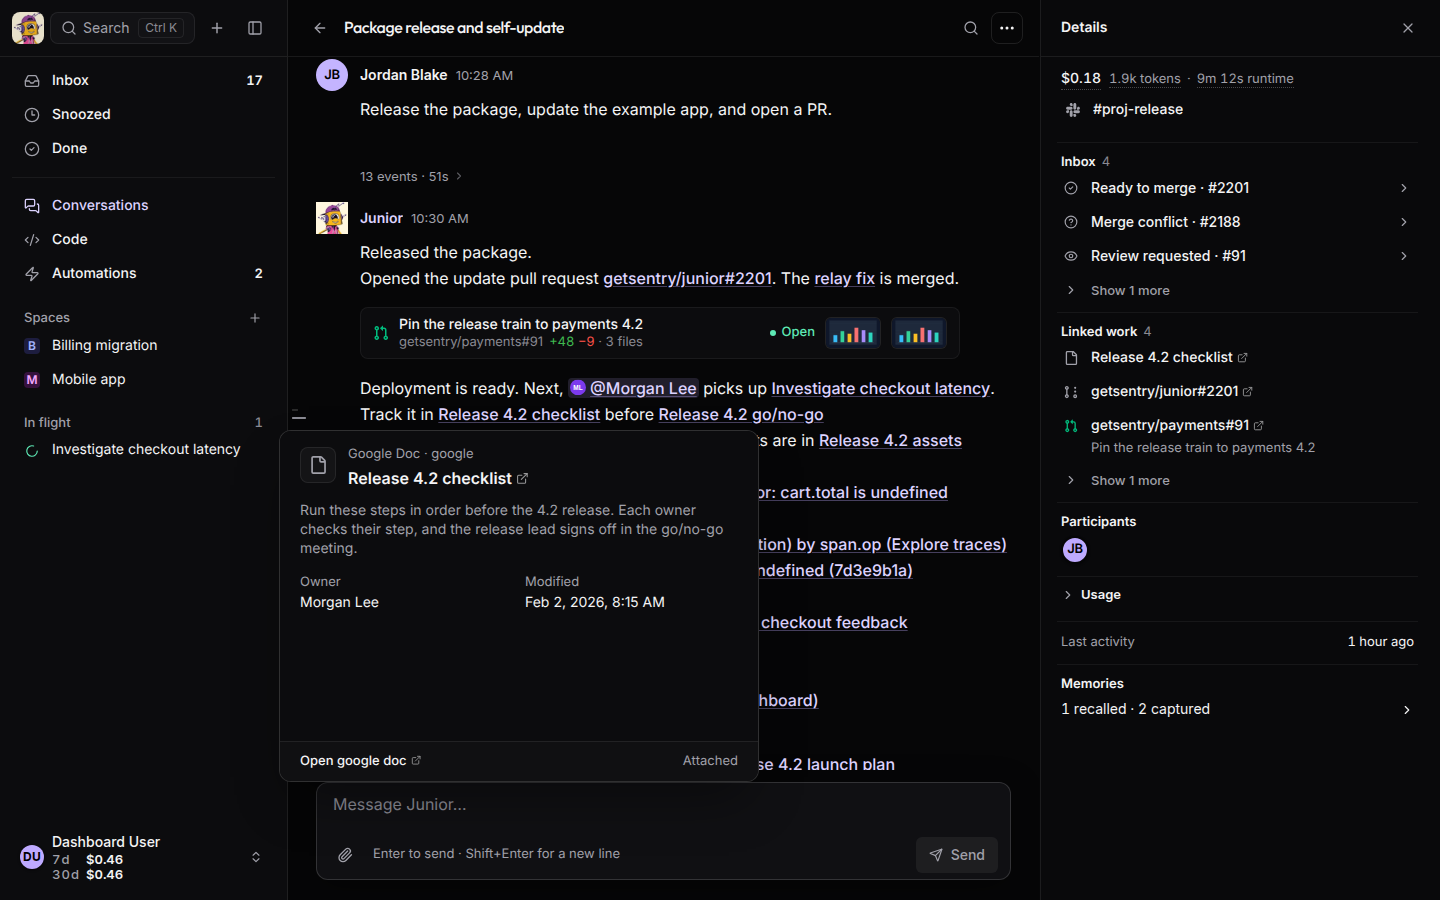 Search Ctrl K
Inbox 17
Snoozed
Done
Conversations
Code
Automations 2
Spaces
B Billing migration
M Mobile app
In flight 1
Investigate checkout latency
DU Dashboard User
7d $0.46
30d $0.46
Package release and self-update
JB Jordan Blake 10:28 AM
Release the package, update the example app, and open a PR.
13 events · 51s
Junior 10:30 AM
Released the package.
Opened the update pull request getsentry/junior#2201. The relay fix is merged.
Pin the release train to payments 4.2
getsentry/payments#91 +48 −9 · 3 files
Open
Deployment is ready. Next, ML @Morgan Lee picks up Investigate checkout latency.
Track it in Release 4.2 checklist before Release 4.2 go/no-go
s are in Release 4.2 assets
or: cart.total is undefined
tion) by span.op (Explore traces)
ndefined (7d3e9b1a)
checkout feedback
hboard)
se 4.2 launch plan
Google Doc · google
Release 4.2 checklist
Run these steps in order before the 4.2 release. Each owner
checks their step, and the release lead signs off in the go/no-go
meeting.
Owner Modified
Morgan Lee Feb 2, 2026, 8:15 AM
Open google doc Attached
Message Junior...
Enter to send · Shift+Enter for a new line
Send
Details
$0.18 1.9k tokens · 9m 12s runtime
#proj-release
Inbox 4
Ready to merge · #2201
Merge conflict · #2188
Review requested · #91
Show 1 more
Linked work 4
Release 4.2 checklist
getsentry/junior#2201
getsentry/payments#91
Pin the release train to payments 4.2
Show 1 more
Participants
JB
Usage
Last activity 1 hour ago
Memories
1 recalled · 2 captured